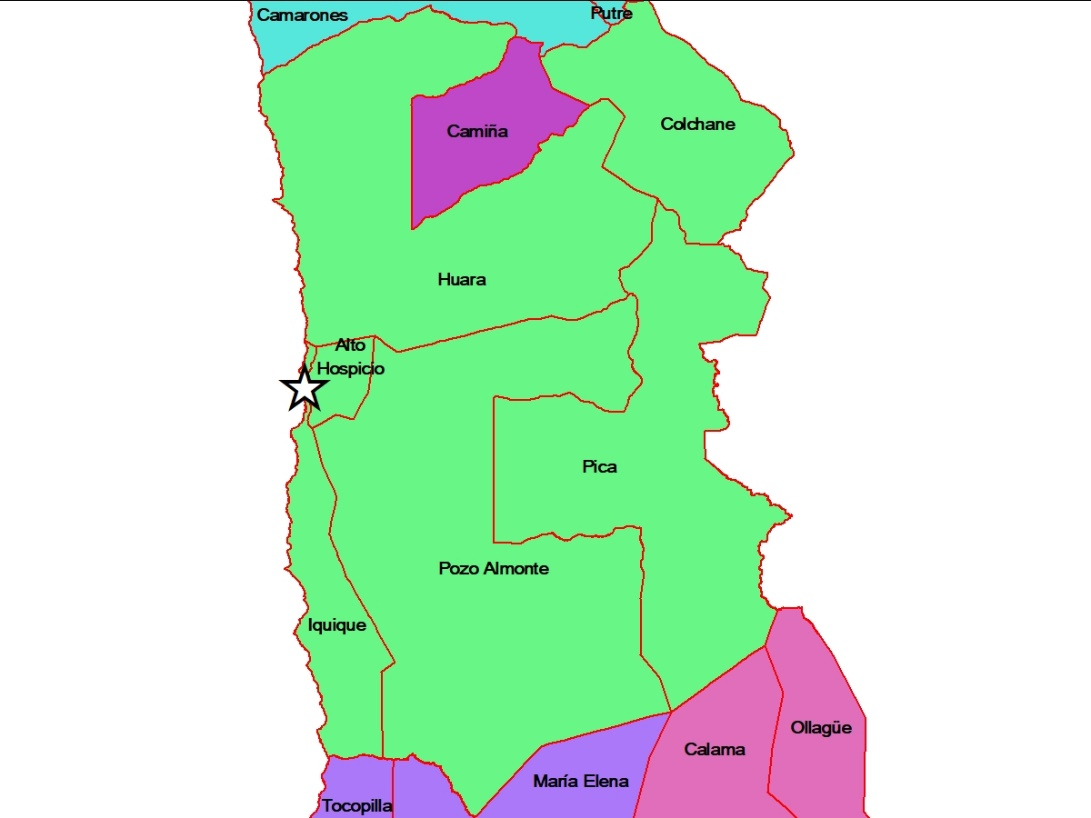 Camarones
Putre
Camiña
Colchane
Huara
Alto
Hospicio
Pica
Pozo Almonte
Iquique
Ollagüe
Calama
María Elena
Tocopilla